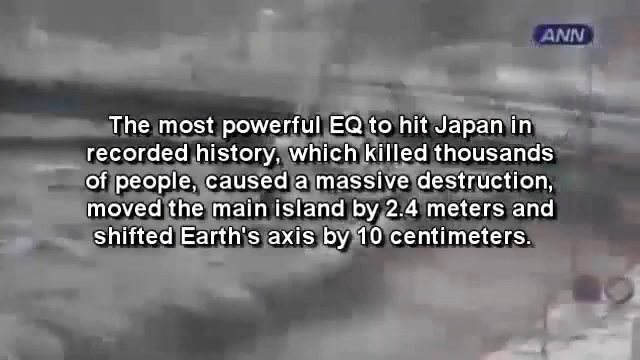 ANN
The most powerful EQ to hit Japan in
recorded history, which killed thousands
of people, caused a massive destruction,
moved the main island by 2.4 meters and
shifted Earth's axis by 10 centimeters.